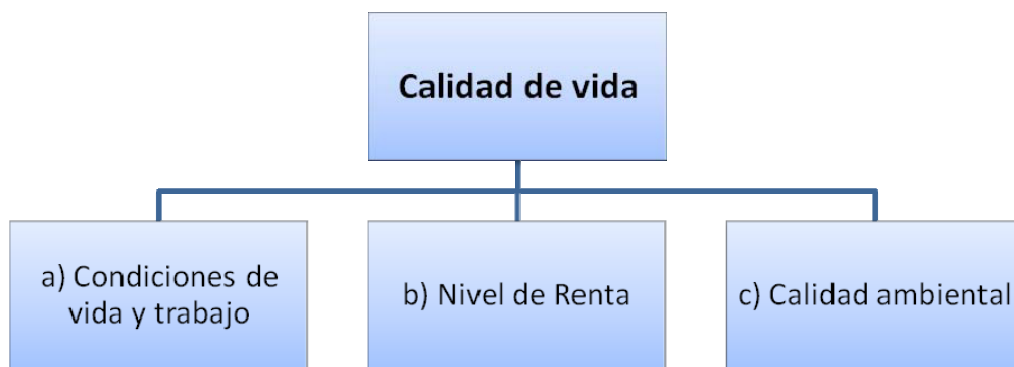 Calidad de vida
a) Condiciones de
vida y trabajo
b) Nivel de Renta
c) Calidad ambiental